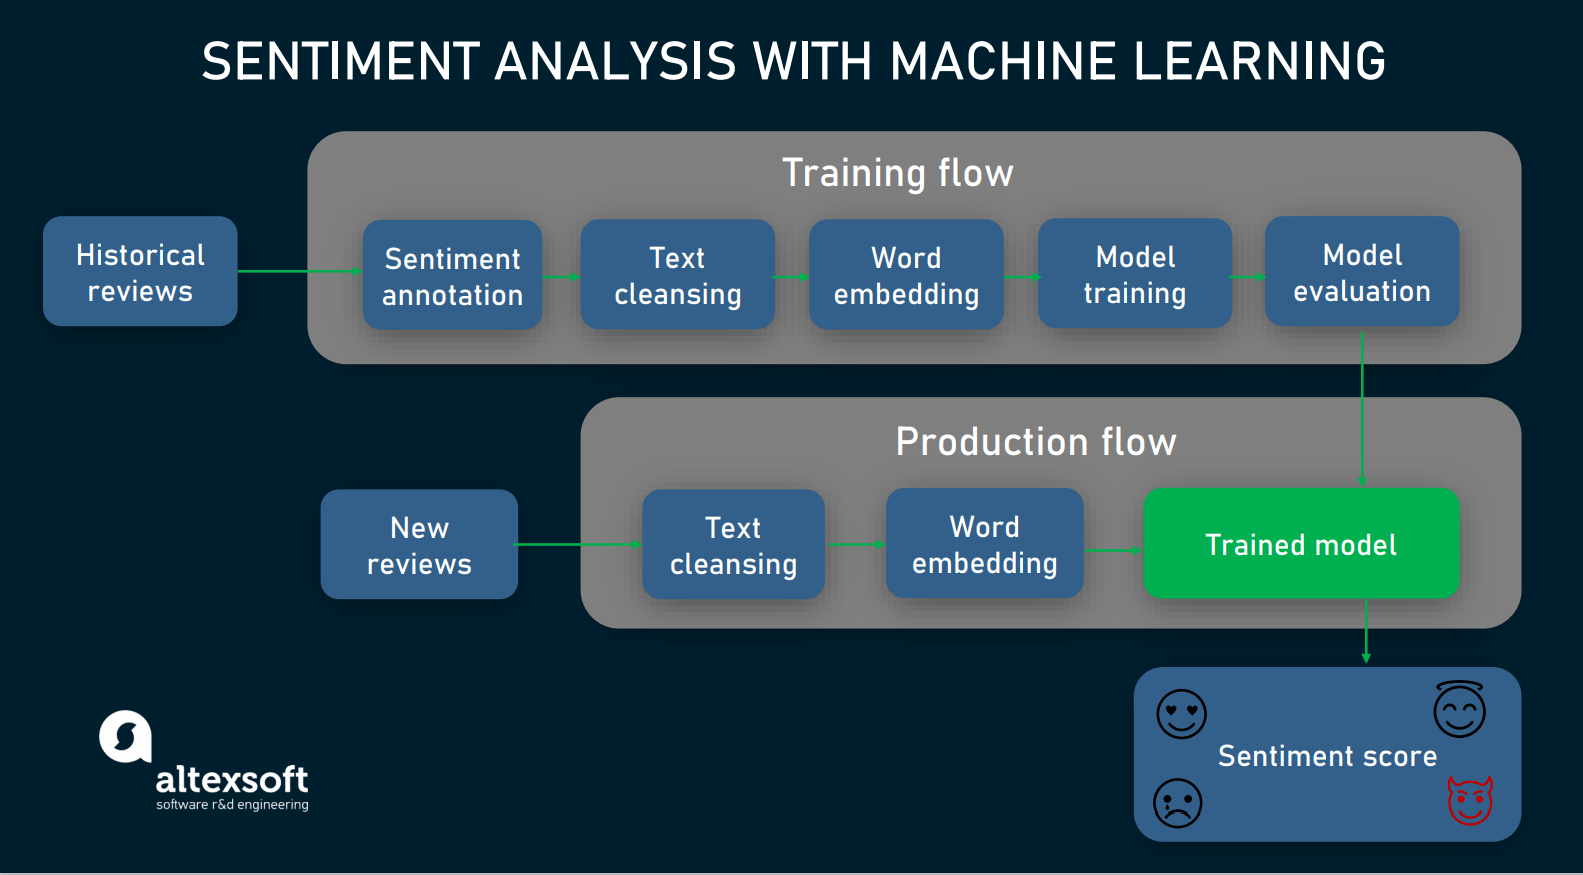 SENTIMENT ANALYSIS WITH MACHINE LEARNING
Training flow
Historical
reviews
Sentiment
annotation
Text
cleansing
Word
embedding
Model
training
Model
evaluation
Production flow
New
reviews
Text
cleansing
Word
embedding
Trained model
Sentiment score
altexsoft
software r&d engineering